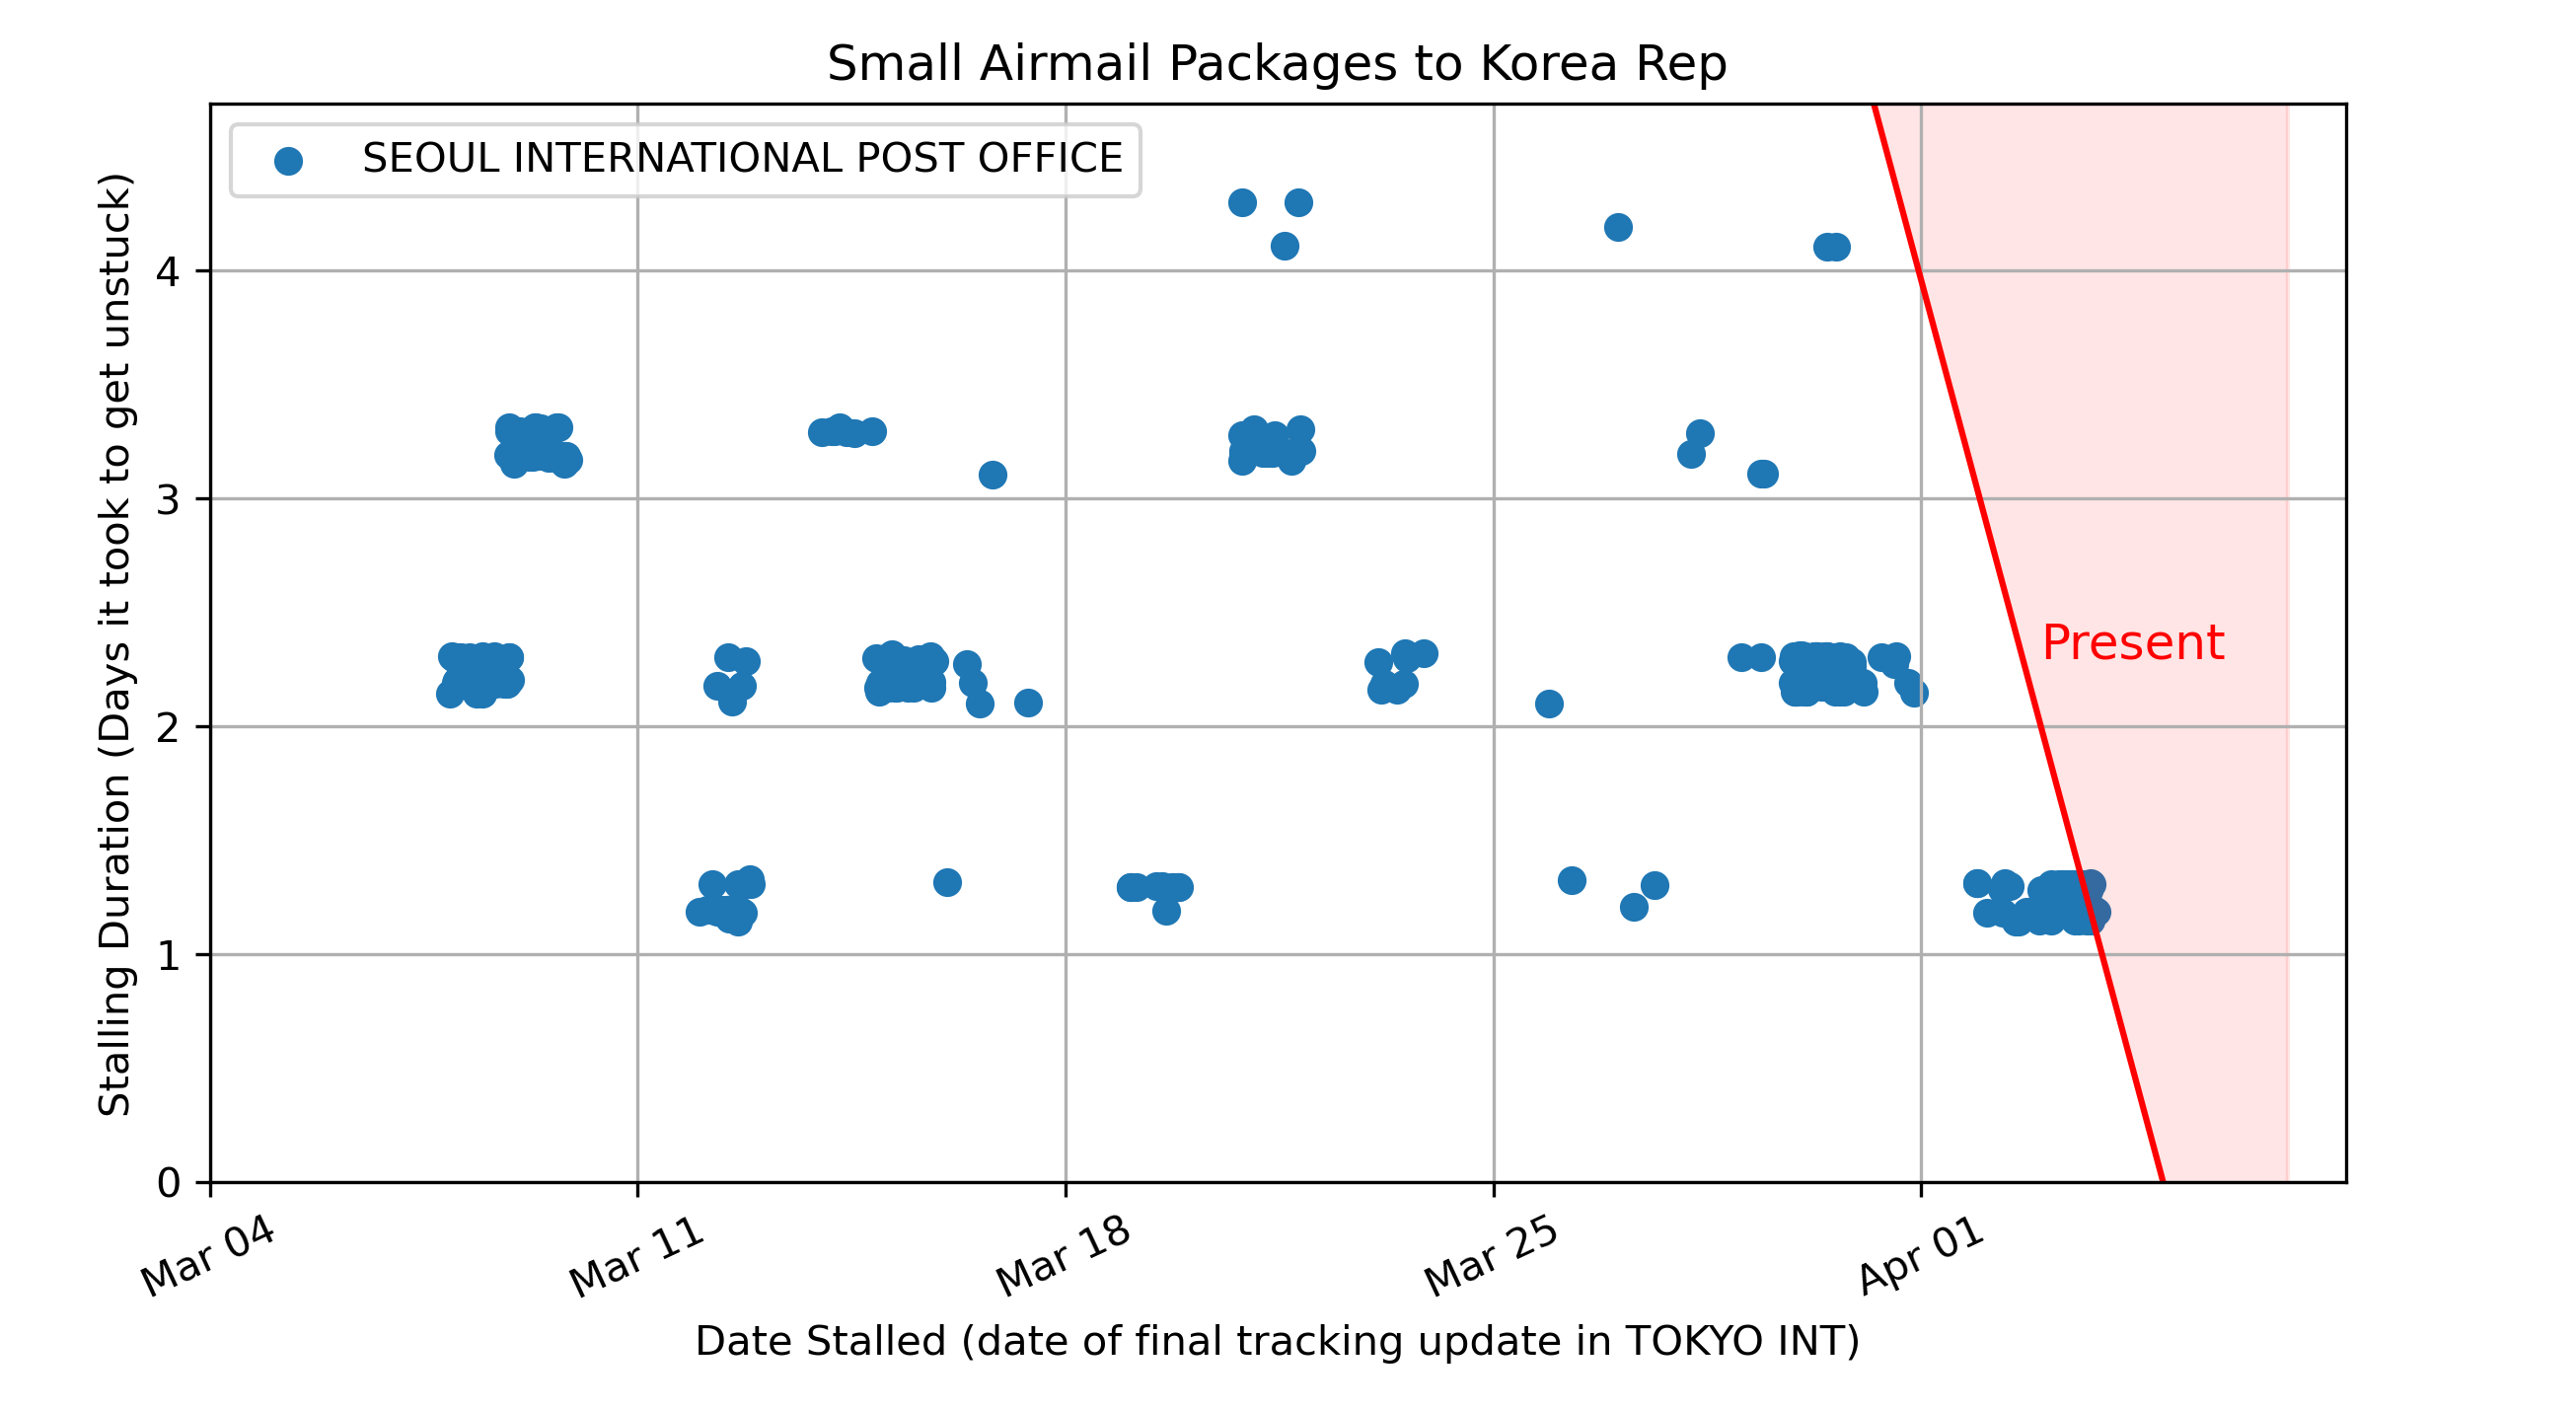 Small Airmail Packages to Korea Rep
SEOUL INTERNATIONAL POST OFFICE
Stalling Duration (Days it took to get unstuck)
4
3
2
1
0
Present
Mar 04
Mar 11
Mar 18
Mar 25
Apr 01
Date Stalled (date of final tracking update in TOKYO INT)